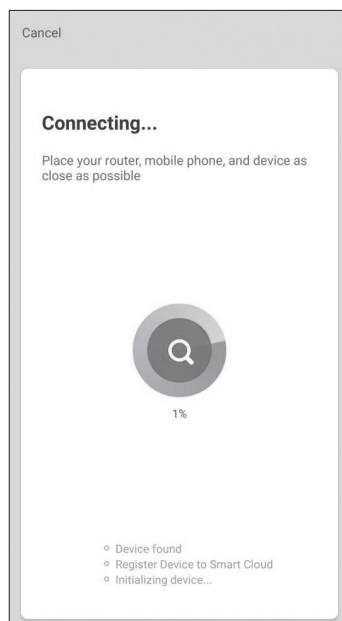 Cancel
Connecting...
Place your router, mobile phone, and device as
close as possible
1%
Device found
Register Device to Smart Cloud
Initializing device...